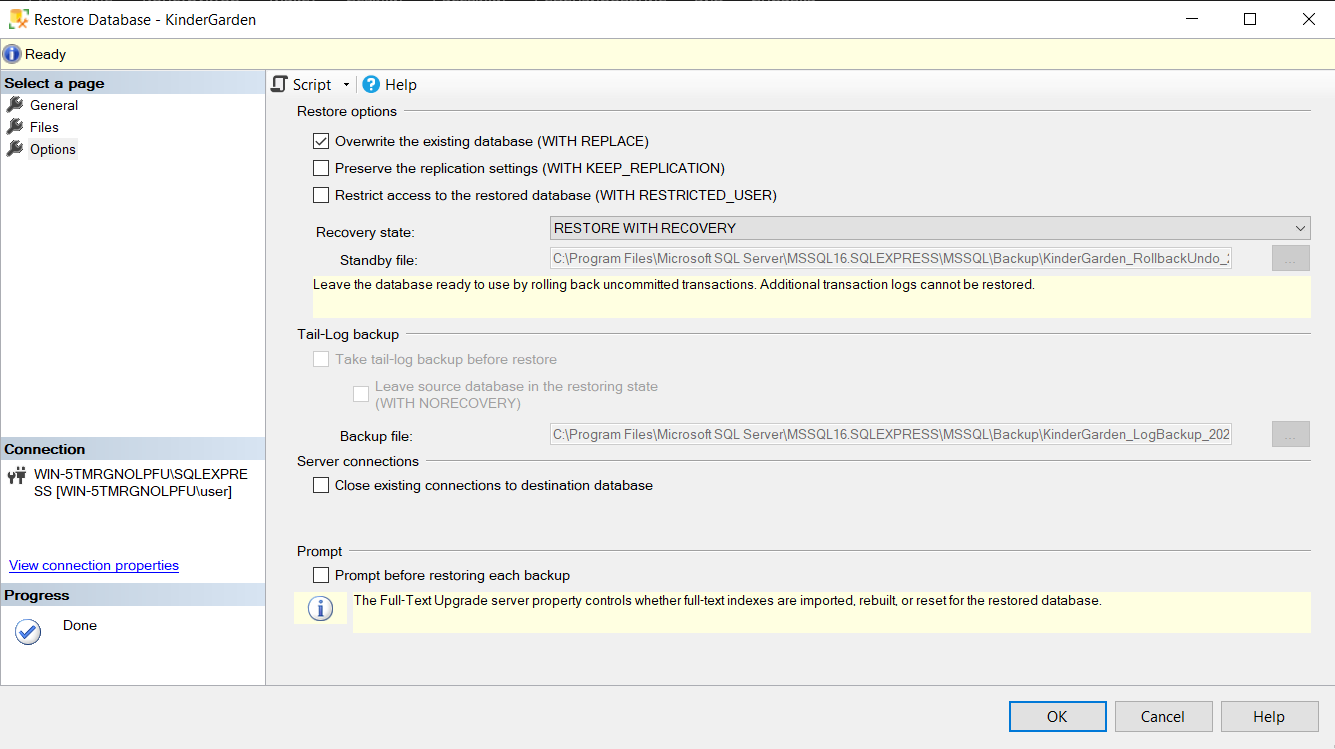 Restore Database - KinderGarden
Ready
Select a page
General
Files
Options
Connection
WIN-5TMRGNOLPFU\SQLEXPRE
SS [WIN-5TMRGNOLPFU\user]
View connection properties
Progress
Done
Script
Help
Restore options
Overwrite the existing database (WITH REPLACE)
Preserve the replication settings (WITH KEEP_REPLICATION)
Restrict access to the restored database (WITH RESTRICTED_USER)
Recovery state:
RESTORE WITH RECOVERY
Standby file:
C:\Program Files\Microsoft SQL Server\MSSQL16.SQLEXPRESS\MSSQL\Backup\KinderGarden_RollbackUndo_
...
Leave the database ready to use by rolling back uncommitted transactions. Additional transaction logs cannot be restored.
Tail-Log backup
Take tail-log backup before restore
Leave source database in the restoring state
(WITH NORECOVERY)
Backup file:
C:\Program Files\Microsoft SQL Server\MSSQL16.SQLEXPRESS\MSSQL\Backup\KinderGarden_LogBackup_202
...
Server connections
Close existing connections to destination database
Prompt
Prompt before restoring each backup
The Full-Text Upgrade server property controls whether full-text indexes are imported, rebuilt, or reset for the restored database.
OK
Cancel
Help